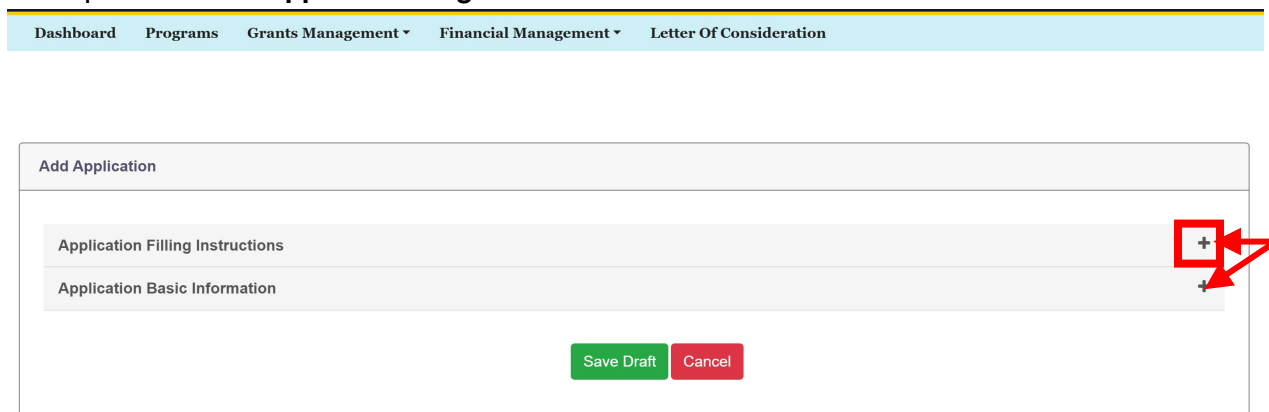 Dashboard Programs Grants Management Financial Management Letter Of Consideration
Add Application
Application Filling Instructions +
Application Basic Information +
Save Draft Cancel